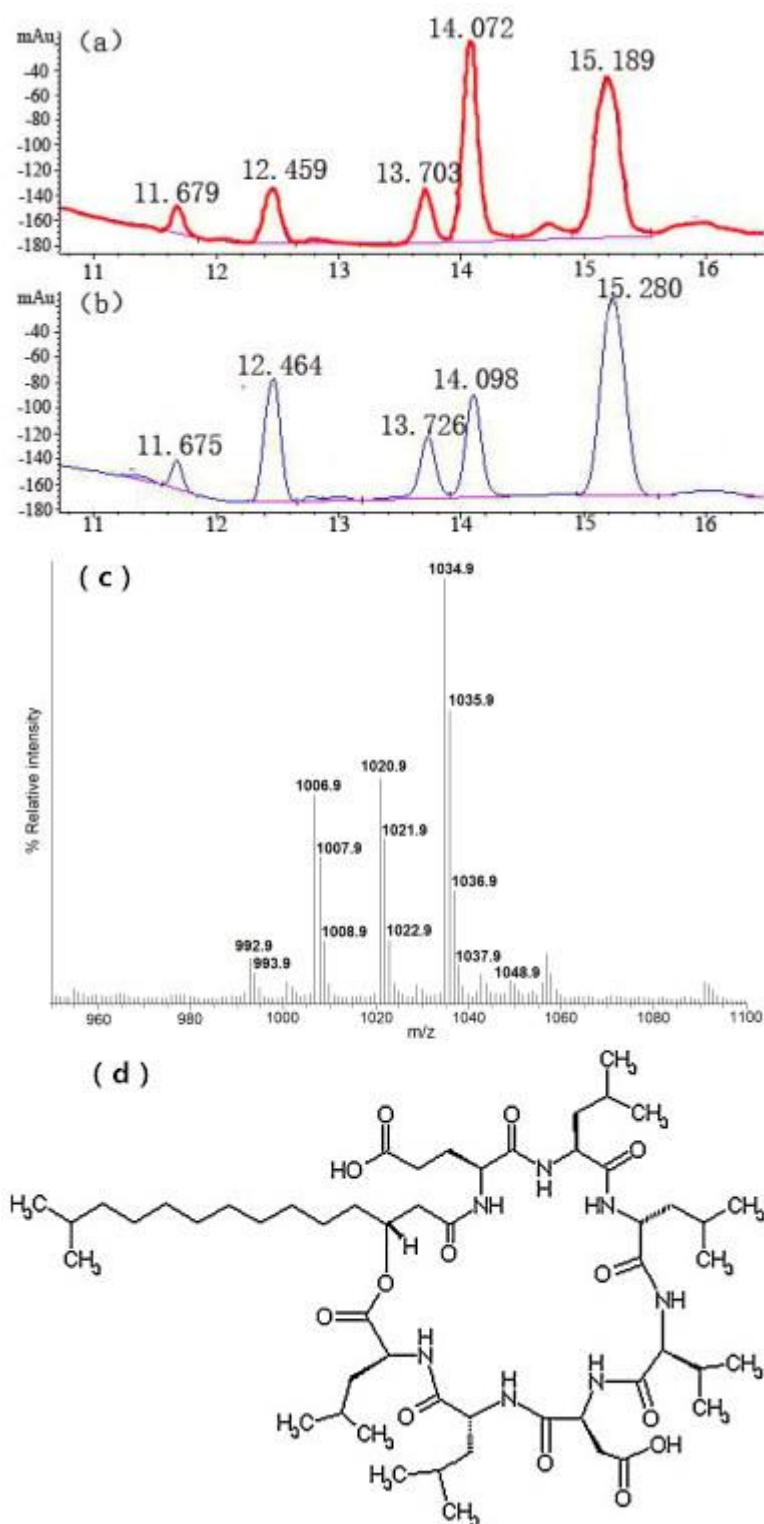 mAu (a) 14.072
15.189
-40
-60
-80
-100 12.459 13.703
-120
-140 11.679
-160
-180
11 12 13 14 15 16
mAu (b) 15.280
-40 12.464
-60
-80 14.098
-100 13.726
-120 11.675
-140
-160
-180
11 12 13 14 15 16
(c) 1034.9
1035.9
1020.9
1006.9
1021.9
1007.9
1036.9
1008.9 1022.9
992.9 1037.9
993.9 1048.9
% Relative intensity
960 980 1000 1020 1040 1060 1080 1100
m/z
(d)
CH₃
CH₃
O O
HO N H O
H₃C NH HN CH₃
CH₃ H O O CH₃
O O NH
H N H N CH₃
O NH O O CH₃
H₃C CH₃ O OH
H₃C CH₃ O